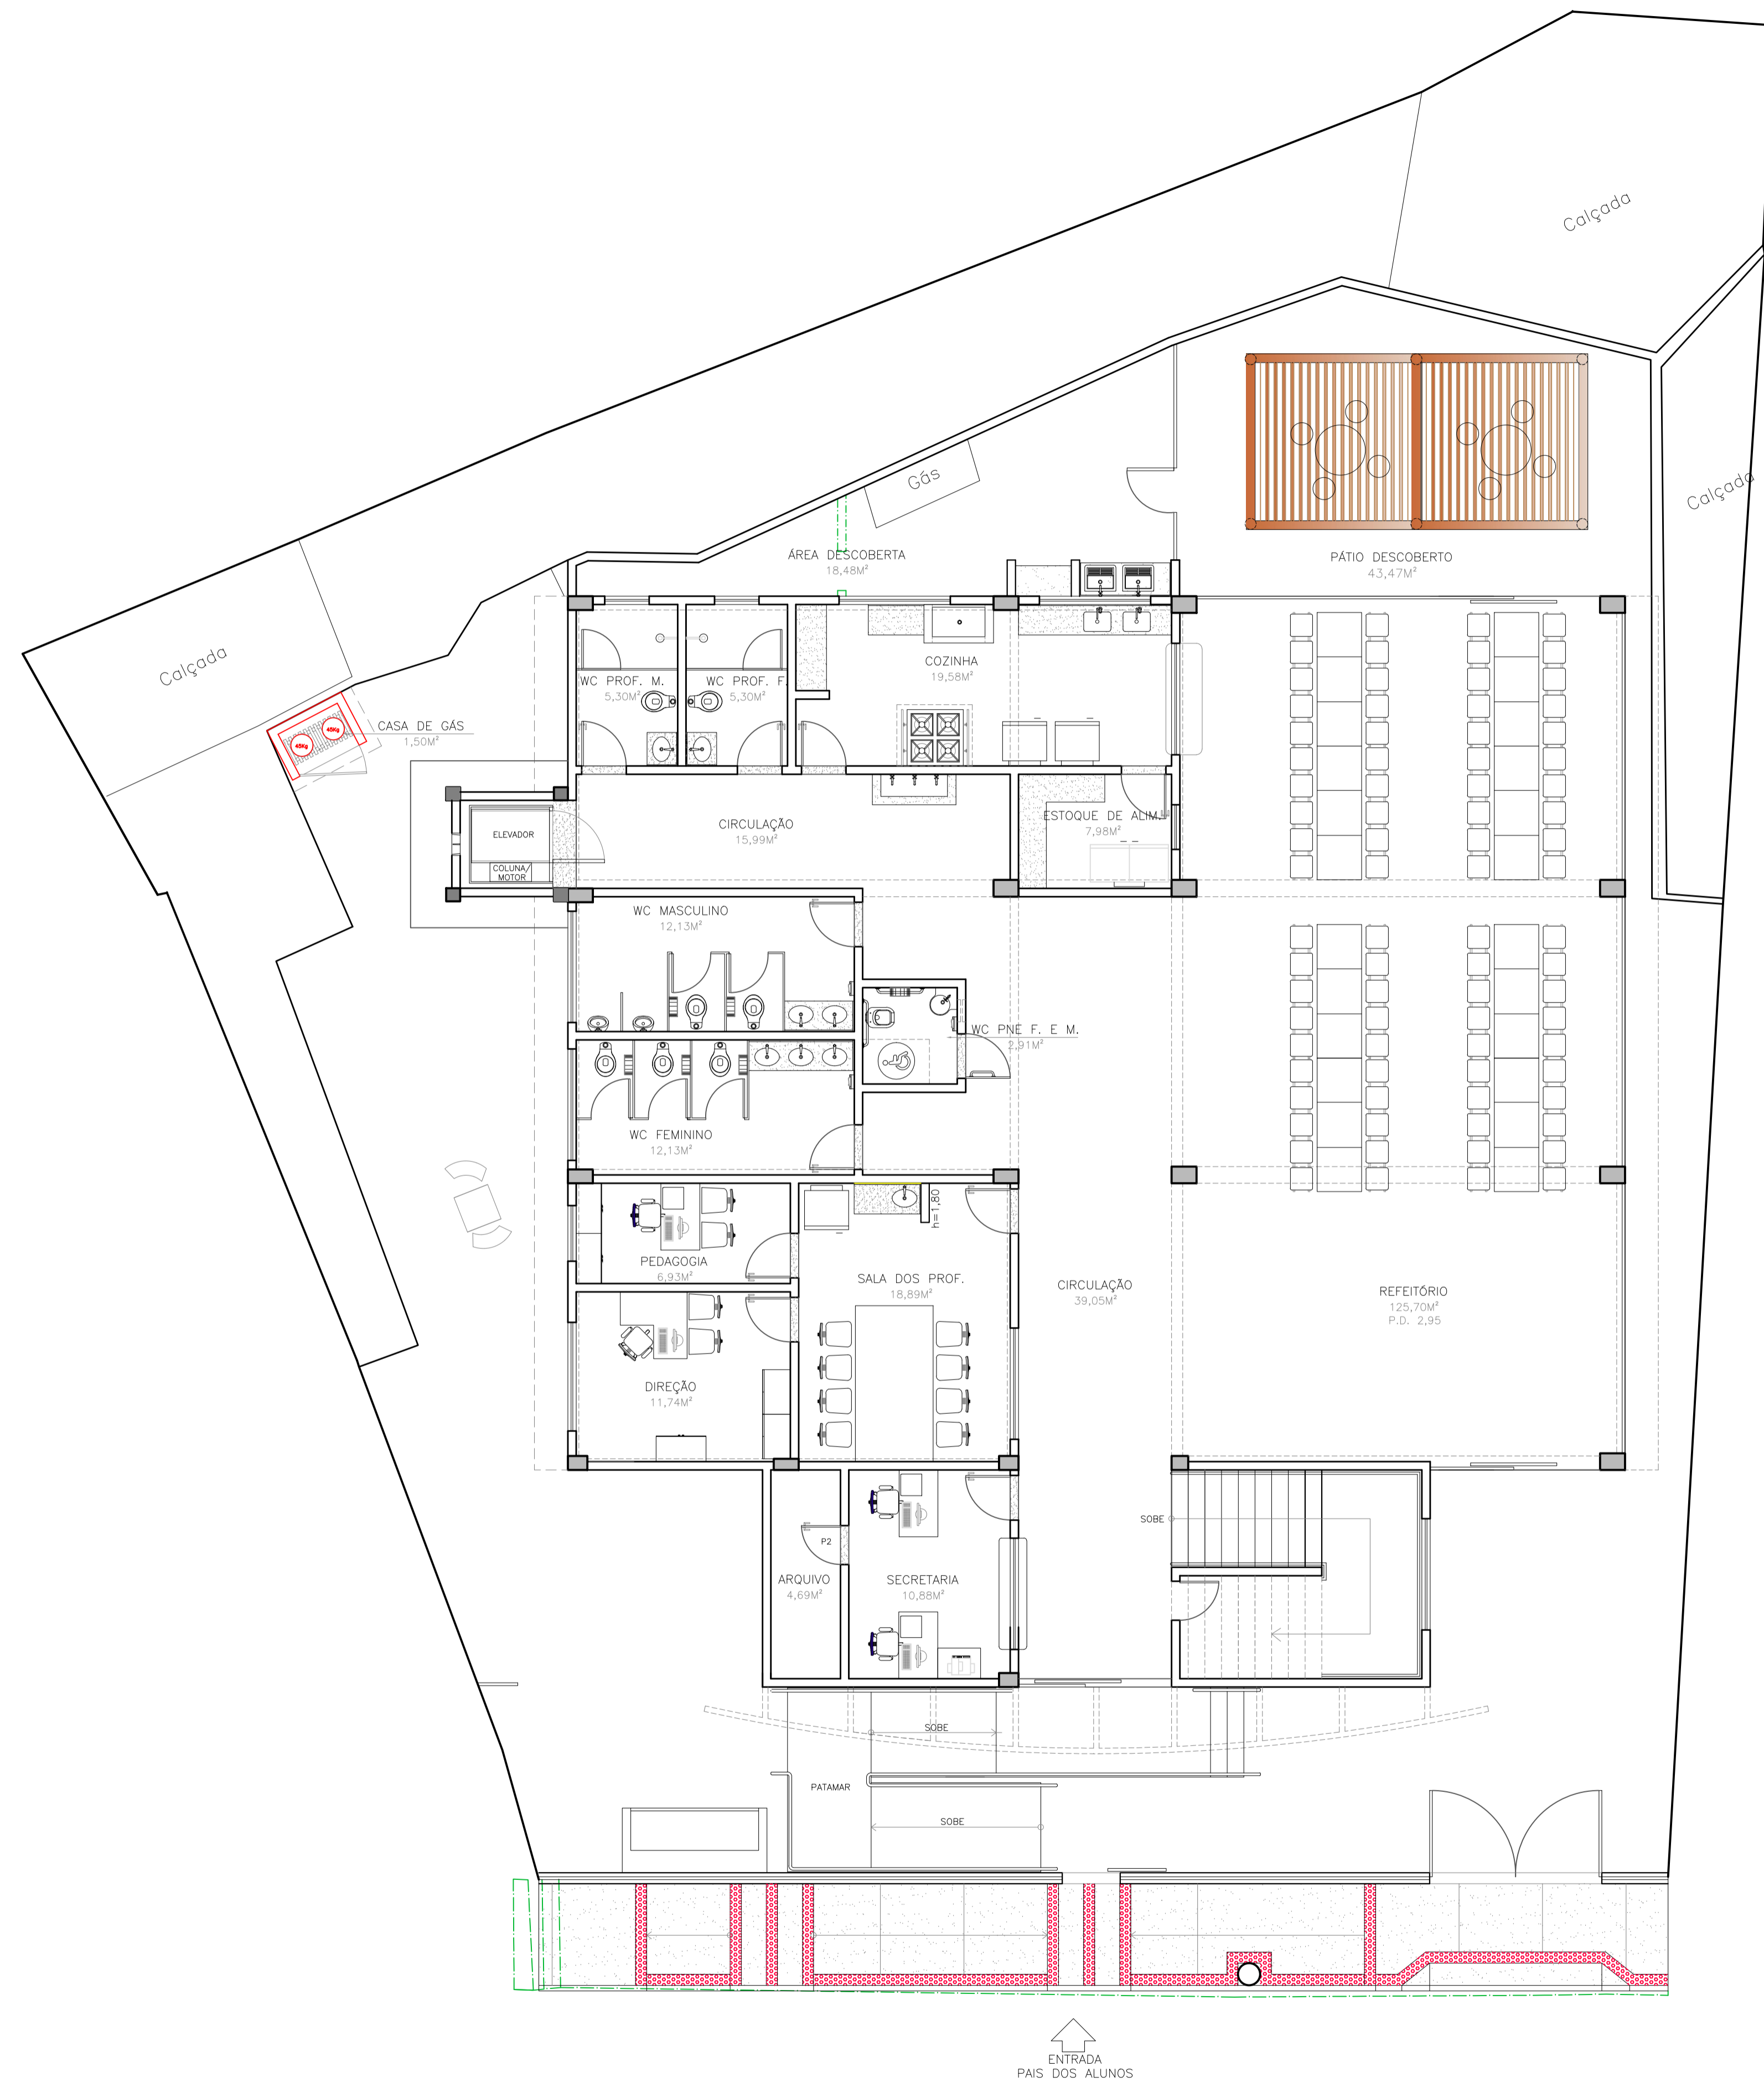 Calçada
Calçada
Gás
ÁREA DESCOBERTA
18,48M²
PÁTIO DESCOBERTO
43,47M²
Calçada
WC PROF. M.
5,30M²
WC PROF. F.
5,30M²
COZINHA
19,58M²
CASA DE GÁS
1,50M²
45Kg
45Kg
ELEVADOR
COLUNA/
MOTOR
CIRCULAÇÃO
15,99M²
ESTOQUE DE ALIM.
7,98M²
WC MASCULINO
12,13M²
WC PNE F. E M.
2,91M²
WC FEMININO
12,13M²
h=1,80
PEDAGOGIA
6,93M²
SALA DOS PROF.
18,89M²
CIRCULAÇÃO
39,05M²
REFEITÓRIO
125,70M²
P.D. 2,95
DIREÇÃO
11,74M²
SOBE
P2
ARQUIVO
4,69M²
SECRETARIA
10,88M²
SOBE
PATAMAR
SOBE
ENTRADA
PAIS DOS ALUNOS